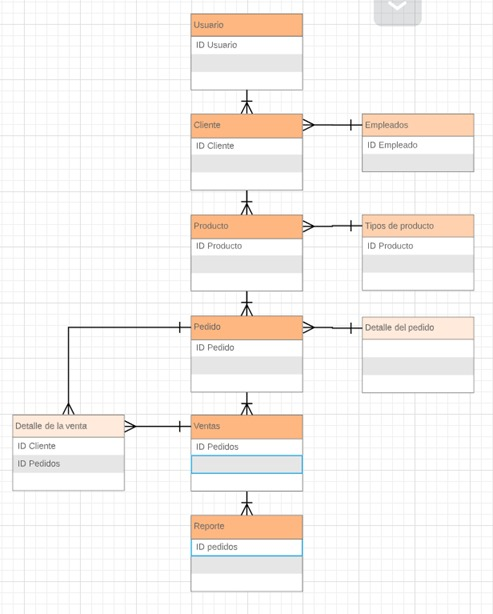 Usuario
ID Usuario
Cliente
ID Cliente
Empleados
ID Empleado
Producto
ID Producto
Tipos de producto
ID Producto
Pedido
ID Pedido
Detalle del pedido
Detalle de la venta
ID Cliente
ID Pedidos
Ventas
ID Pedidos
Reporte
ID pedidos